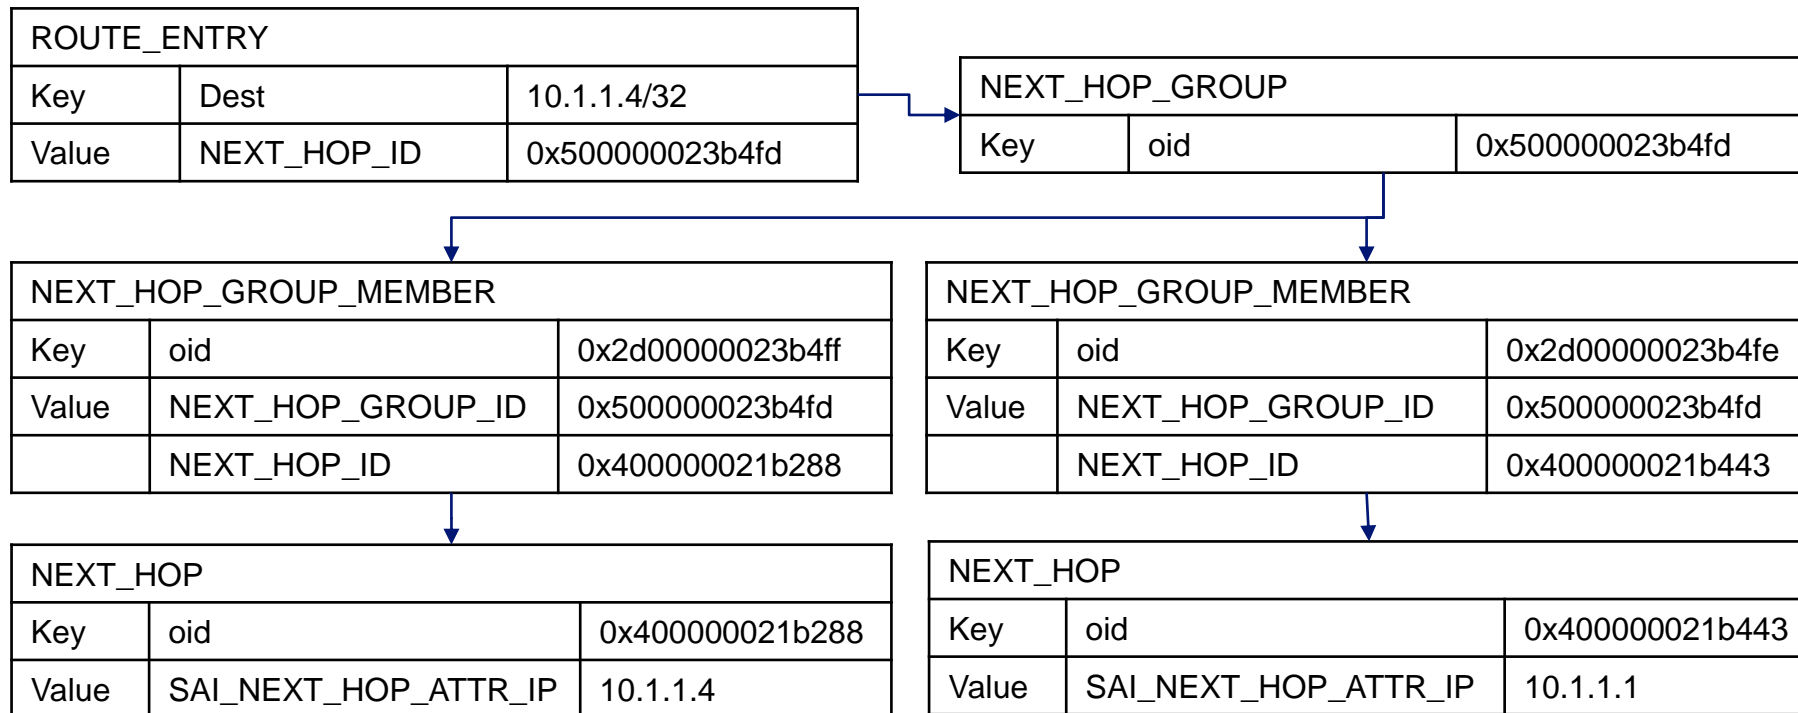 ROUTE_ENTRY
Key Dest 10.1.1.4/32
Value NEXT_HOP_ID 0x500000023b4fd
NEXT_HOP_GROUP
Key oid 0x500000023b4fd
NEXT_HOP_GROUP_MEMBER
Key oid 0x2d00000023b4ff
Value NEXT_HOP_GROUP_ID 0x500000023b4fd
NEXT_HOP_ID 0x400000021b288
NEXT_HOP_GROUP_MEMBER
Key oid 0x2d00000023b4fe
Value NEXT_HOP_GROUP_ID 0x500000023b4fd
NEXT_HOP_ID 0x400000021b443
NEXT_HOP
Key oid 0x400000021b288
Value SAI_NEXT_HOP_ATTR_IP 10.1.1.4
NEXT_HOP
Key oid 0x400000021b443
Value SAI_NEXT_HOP_ATTR_IP 10.1.1.1